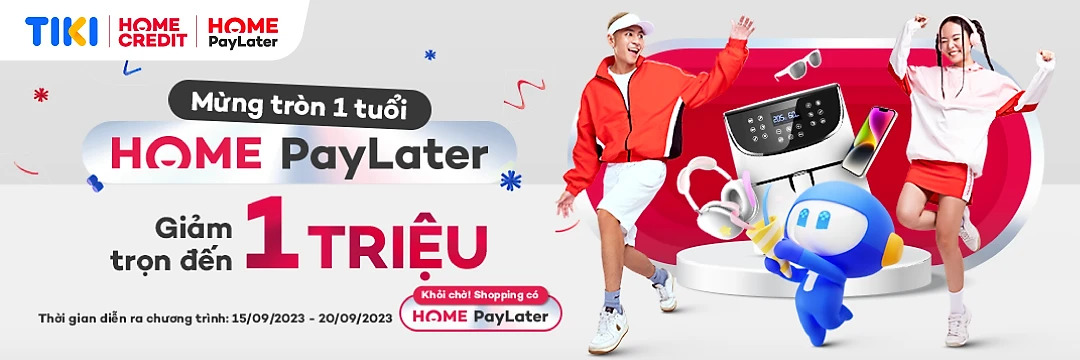 TIKI
HOME
CREDIT
HOME
PayLater
Mừng tròn 1 tuổi
HOME PayLater
Giảm
trọn đến
1 TRIỆU
Khỏi chờ! Shopping có
HOME PayLater
Thời gian diễn ra chương trình: 15/09/2023 - 20/09/2023